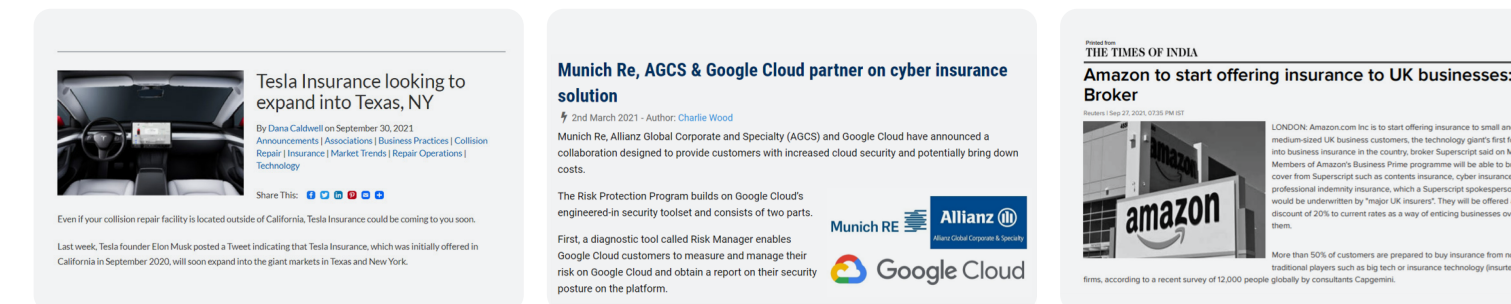 Tesla Insurance looking to
expand into Texas, NY
By Dana Caldwell on September 30, 2021
Announcements | Associations | Business Practices | Collision
Repair | Insurance | Market Trends | Repair Operations |
Technology
Share This:
Even if your collision repair facility is located outside of California, Tesla Insurance could be coming to you soon.
Last week, Tesla founder Elon Musk posted a Tweet indicating that Tesla Insurance, which was initially offered in
California in September 2020, will soon expand into the giant markets in Texas and New York.
Munich Re, AGCS & Google Cloud partner on cyber insurance
solution
2nd March 2021 - Author: Charlie Wood
Munich Re, Allianz Global Corporate and Specialty (AGCS) and Google Cloud have announced a
collaboration designed to provide customers with increased cloud security and potentially bring down
costs.
The Risk Protection Program builds on Google Cloud's
engineered-in security toolset and consists of two parts.
First, a diagnostic tool called Risk Manager enables
Google Cloud customers to measure and manage their
risk on Google Cloud and obtain a report on their security
posture on the platform.
Munich RE
Allianz
Allianz Global Corporate & Specialty
Google Cloud
Printed from
THE TIMES OF INDIA
Amazon to start offering insurance to UK businesses:
Broker
Reuters | Sep 27, 2021, 07.35 PM IST
amazon
amazon
LONDON: Amazon.com Inc is to start offering insurance to small an
medium-sized UK business customers, the technology giant's first f
into business insurance in the country, broker Superscript said on M
Members of Amazon's Business Prime programme will be able to b
cover from Superscript such as contents insurance, cyber insurance
professional indemnity insurance, which a Superscript spokesperso
would be underwritten by "major UK insurers". They will be offered
discount of 20% to current rates as a way of enticing businesses ov
them.
More than 50% of customers are prepared to buy insurance from n
traditional players such as big tech or insurance technology (insurte
firms, according to a recent survey of 12,000 people globally by consultants Capgemini.